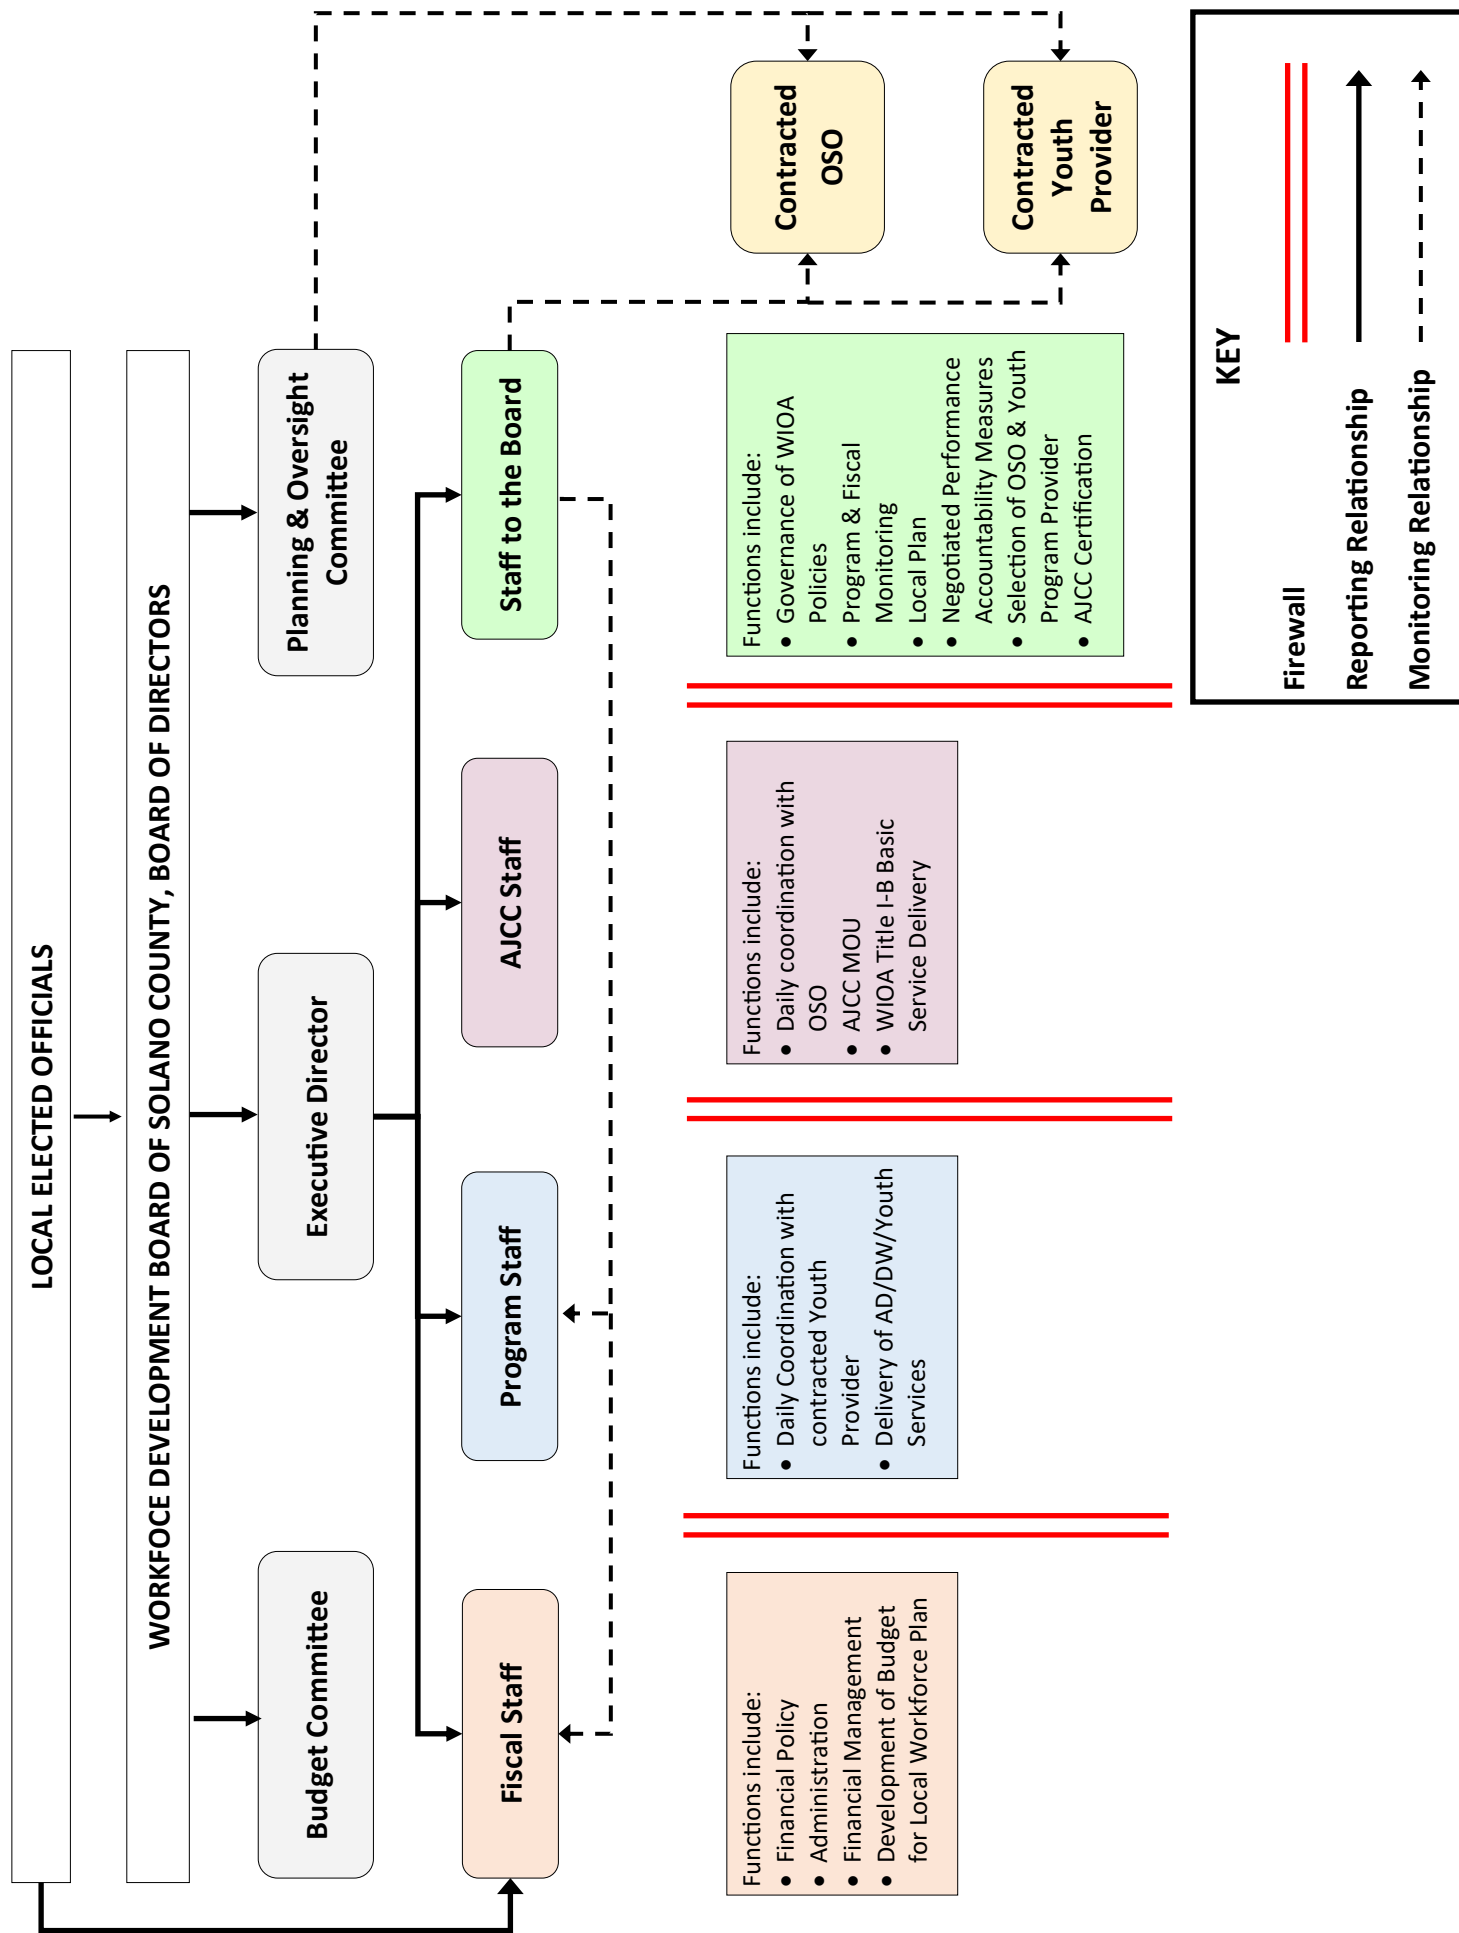 LOCAL ELECTED OFFICIALS
WORKFOCE DEVELOPMENT BOARD OF SOLANO COUNTY, BOARD OF DIRECTORS
Budget Committee
Executive Director
Planning & Oversight
Committee
Fiscal Staff
Program Staff
AJCC Staff
Staff to the Board
Contracted
OSO
Contracted
Youth
Provider
Functions include:
• Financial Policy
• Administration
• Financial Management
• Development of Budget
for Local Workforce Plan
Functions include:
• Daily Coordination with
contracted Youth
Provider
• Delivery of AD/DW/Youth
Services
Functions include:
• Daily coordination with
OSO
• AJCC MOU
• WIOA Title I-B Basic
Service Delivery
Functions include:
• Governance of WIOA
Policies
• Program & Fiscal
Monitoring
• Local Plan
• Negotiated Performance
Accountability Measures
• Selection of OSO & Youth
Program Provider
• AJCC Certification
KEY
Firewall
Reporting Relationship
Monitoring Relationship